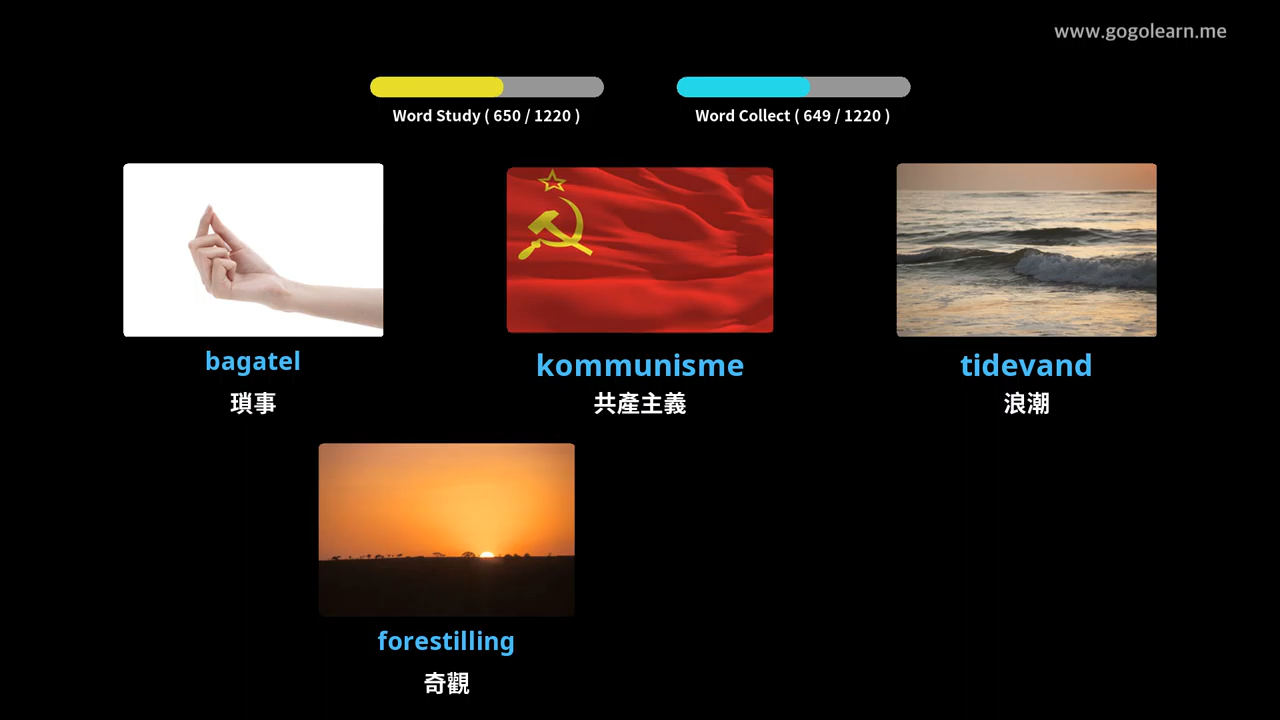 www.gogolearn.me
Word Study ( 650 / 1220 )
Word Collect ( 649 / 1220 )
bagatel
瑣事
kommunisme
共產主義
tidevand
浪潮
forestilling
奇觀